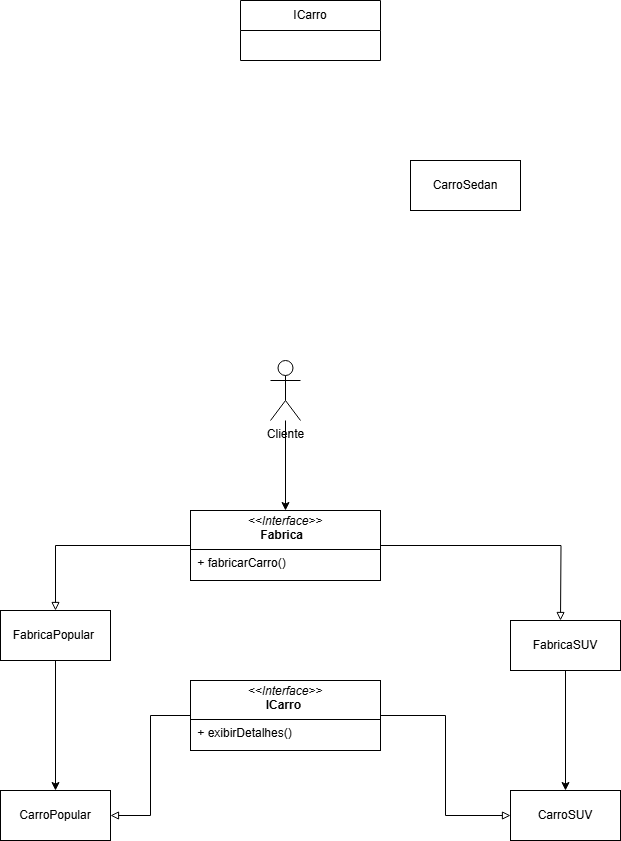 ICarro
CarroSedan
Cliente
<<Interface>>
Fabrica
+ fabricarCarro()
FabricaPopular
FabricaSUV
<<Interface>>
ICarro
+ exibirDetalhes()
CarroPopular
CarroSUV